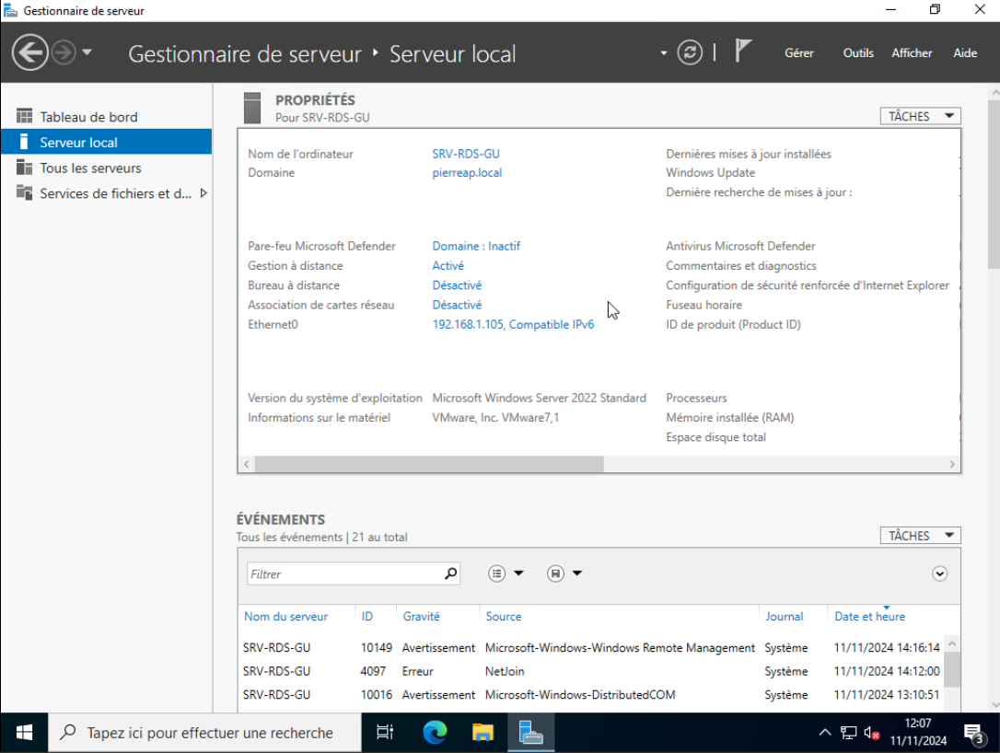 Gestionnaire de serveur
Gestionnaire de serveur ‣ Serveur local
Gérer Outils Afficher Aide
Tableau de bord
Serveur local
Tous les serveurs
Services de fichiers et d...
PROPRIÉTÉS
Pour SRV-RDS-GU
TÂCHES
Nom de l'ordinateur SRV-RDS-GU Dernières mises à jour installées
Domaine pierreap.local Windows Update
Dernière recherche de mises à jour :
Pare-feu Microsoft Defender Domaine : Inactif Antivirus Microsoft Defender
Gestion à distance Activé Commentaires et diagnostics
Bureau à distance Désactivé Configuration de sécurité renforcée d'Internet Explorer
Association de cartes réseau Désactivé Fuseau horaire
Ethernet0 192.168.1.105, Compatible IPv6 ID de produit (Product ID)
Version du système d'exploitation Microsoft Windows Server 2022 Standard Processeurs
Informations sur le matériel VMware, Inc. VMware7,1 Mémoire installée (RAM)
Espace disque total
ÉVÉNEMENTS
Tous les événements | 21 au total
TÂCHES
Filtrer
Nom du serveur ID Gravité Source Journal Date et heure
SRV-RDS-GU 10149 Avertissement Microsoft-Windows-Windows Remote Management Système 11/11/2024 14:16:14
SRV-RDS-GU 4097 Erreur NetJoin Système 11/11/2024 14:12:00
SRV-RDS-GU 10016 Avertissement Microsoft-Windows-DistributedCOM Système 11/11/2024 13:10:51
Tapez ici pour effectuer une recherche
12:07
11/11/2024
3